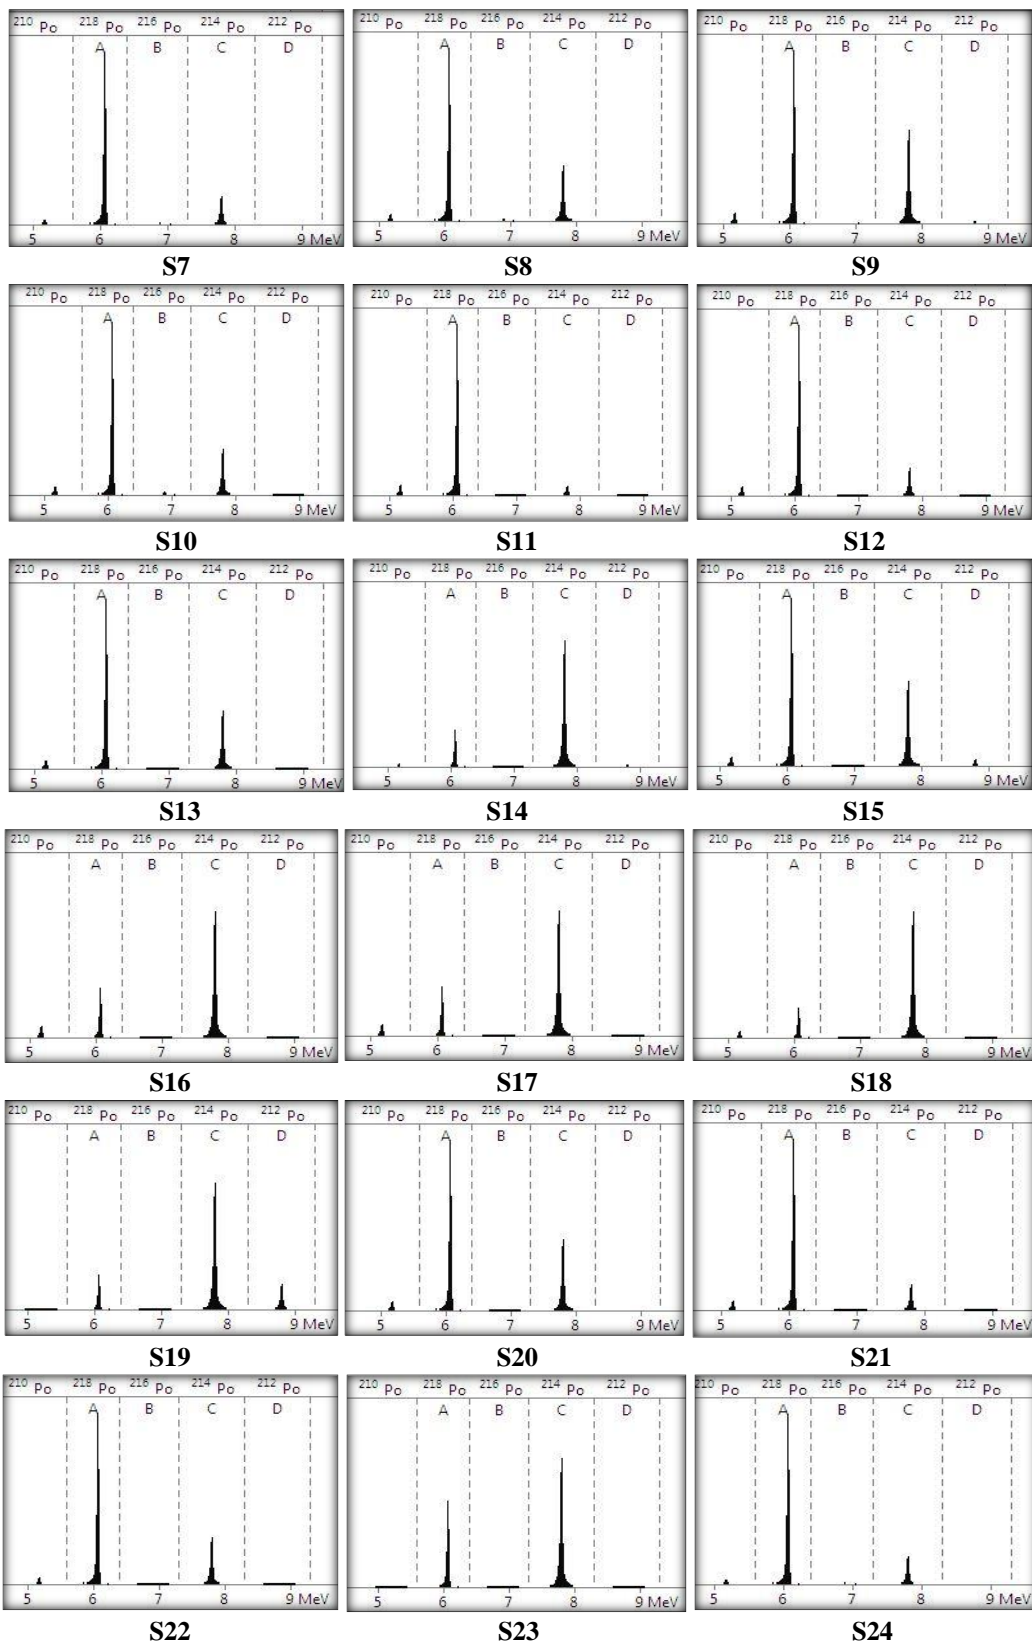 210 Po 218 Po 216 Po 214 Po 212 Po 210 Po 218 Po 216 Po 214 Po 212 Po 210 Po 218 Po 216 Po 214 Po 212 Po
A B C D A B C D A B C D
5 6 7 8 9 MeV 5 6 7 8 9 MeV 5 6 7 8 9 MeV
S7 S8 S9
210 Po 218 Po 216 Po 214 Po 212 Po 210 Po 218 Po 216 Po 214 Po 212 Po 210 Po 218 Po 216 Po 214 Po 212 Po
A B C D A B C D A B C D
5 6 7 8 9 MeV 5 6 7 8 9 MeV 5 6 7 8 9 MeV
S10 S11 S12
210 Po 218 Po 216 Po 214 Po 212 Po 210 Po 218 Po 216 Po 214 Po 212 Po 210 Po 218 Po 216 Po 214 Po 212 Po
A B C D A B C D A B C D
5 6 7 8 9 MeV 5 6 7 8 9 MeV 5 6 7 8 9 MeV
S13 S14 S15
210 Po 218 Po 216 Po 214 Po 212 Po 210 Po 218 Po 216 Po 214 Po 212 Po 210 Po 218 Po 216 Po 214 Po 212 Po
A B C D A B C D A B C D
5 6 7 8 9 MeV 5 6 7 8 9 MeV 5 6 7 8 9 MeV
S16 S17 S18
210 Po 218 Po 216 Po 214 Po 212 Po 210 Po 218 Po 216 Po 214 Po 212 Po 210 Po 218 Po 216 Po 214 Po 212 Po
A B C D A B C D A B C D
5 6 7 8 9 MeV 5 6 7 8 9 MeV 5 6 7 8 9 MeV
S19 S20 S21
210 Po 218 Po 216 Po 214 Po 212 Po 210 Po 218 Po 216 Po 214 Po 212 Po 210 Po 218 Po 216 Po 214 Po 212 Po
A B C D A B C D A B C D
5 6 7 8 9 MeV 5 6 7 8 9 MeV 5 6 7 8 9 MeV
S22 S23 S24